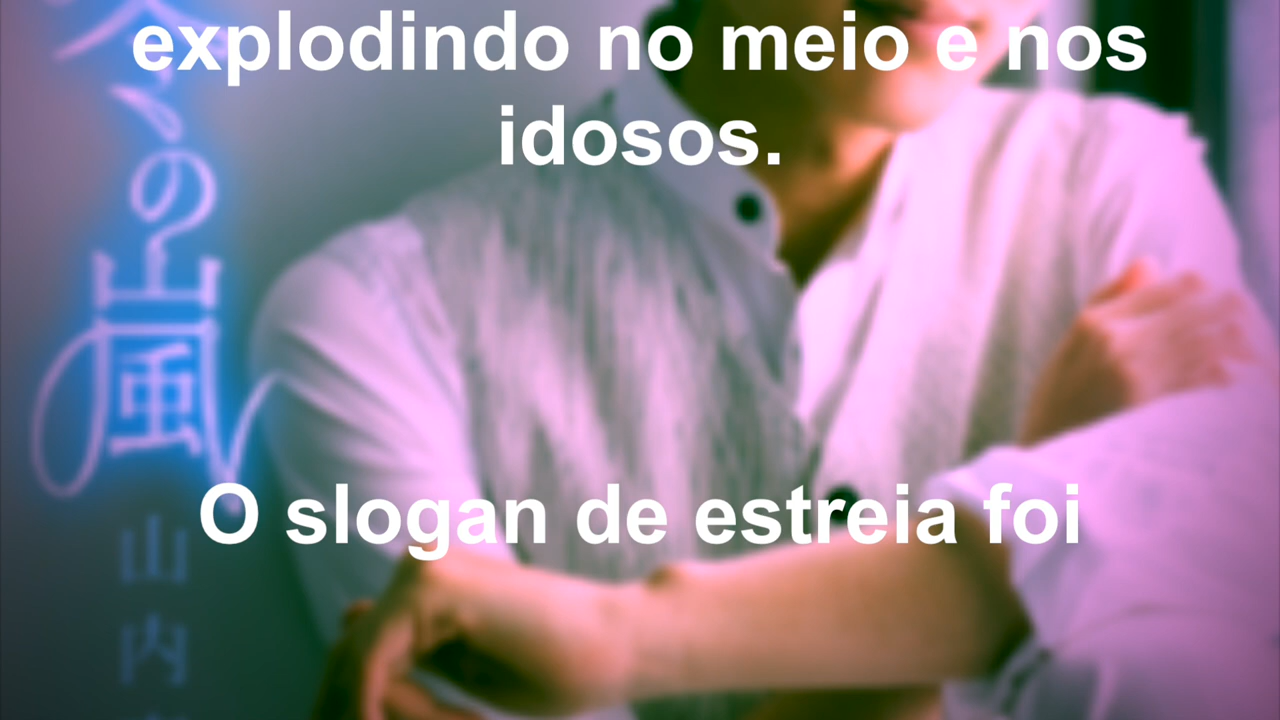 explodindo no meio e nos
idosos.
の嵐
O slogan de estreia foi
山内